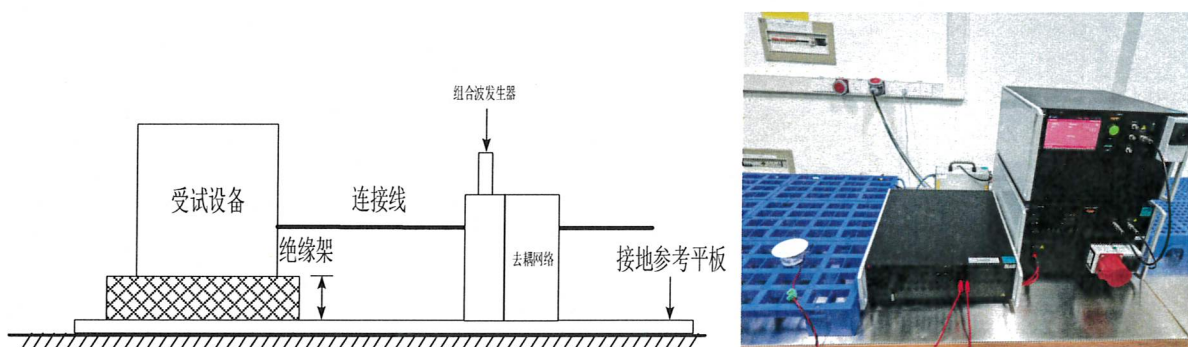 组合波发生器
受试设备
连接线
绝缘架
去耦网络
接地参考平板